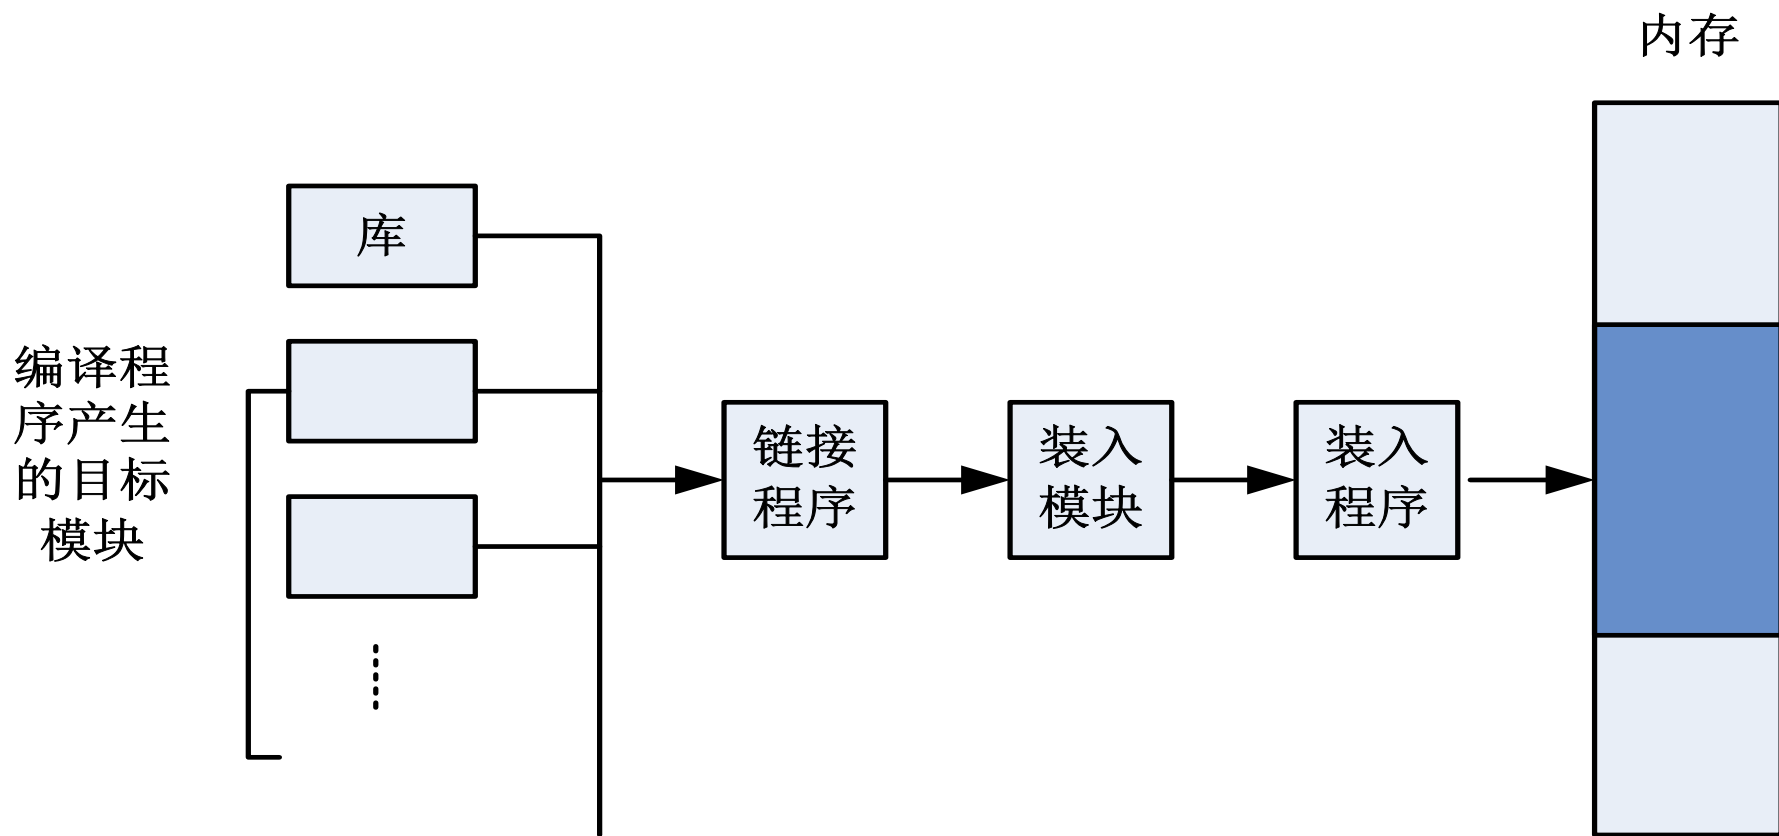 内存
库
编译程
序产生
的目标
模块
链接
程序
装入
模块
装入
程序